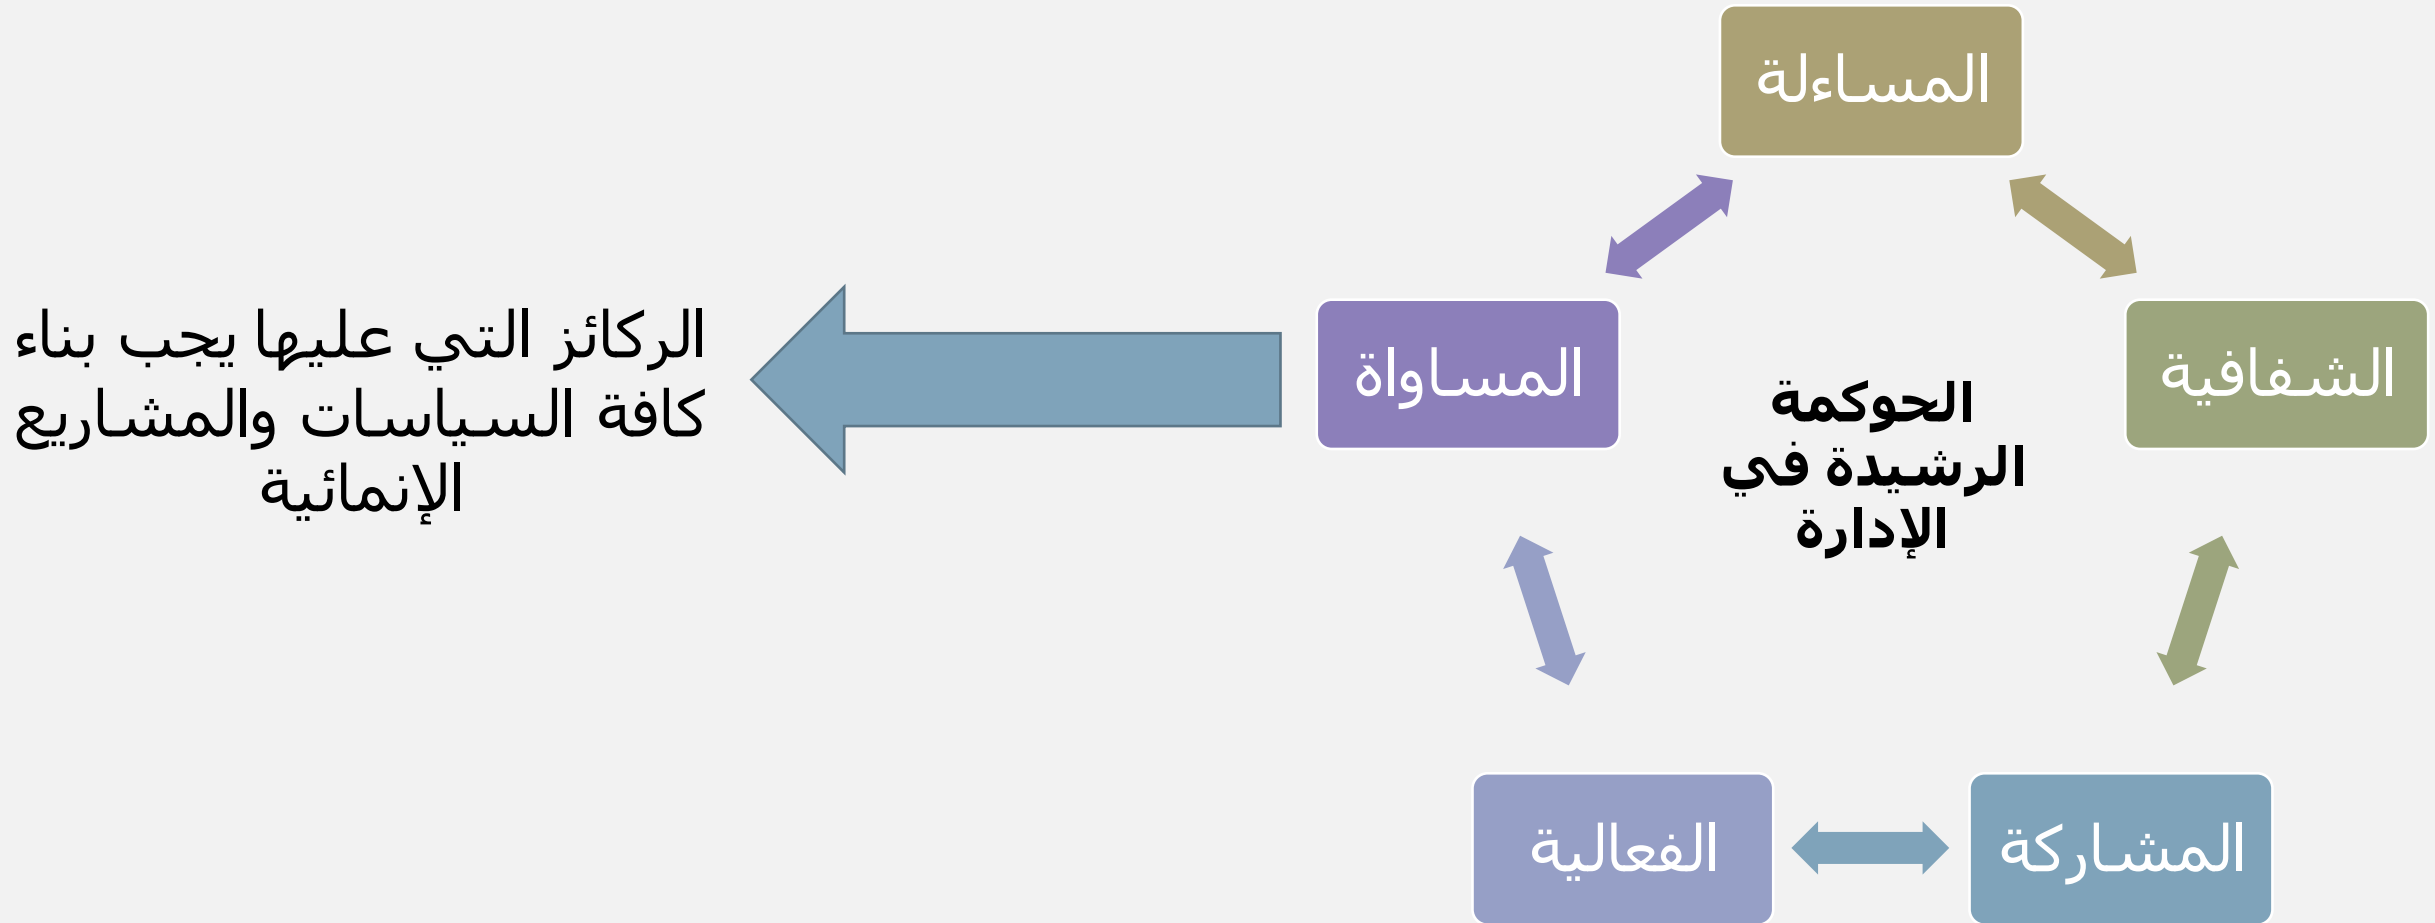 المساءلة
الشفافية
المشاركة
الفعالية
المساواة
الحوكمة
الرشيدة في
الإدارة
الركائز التي عليها يجب بناء
كافة السياسات والمشاريع
الإنمائية